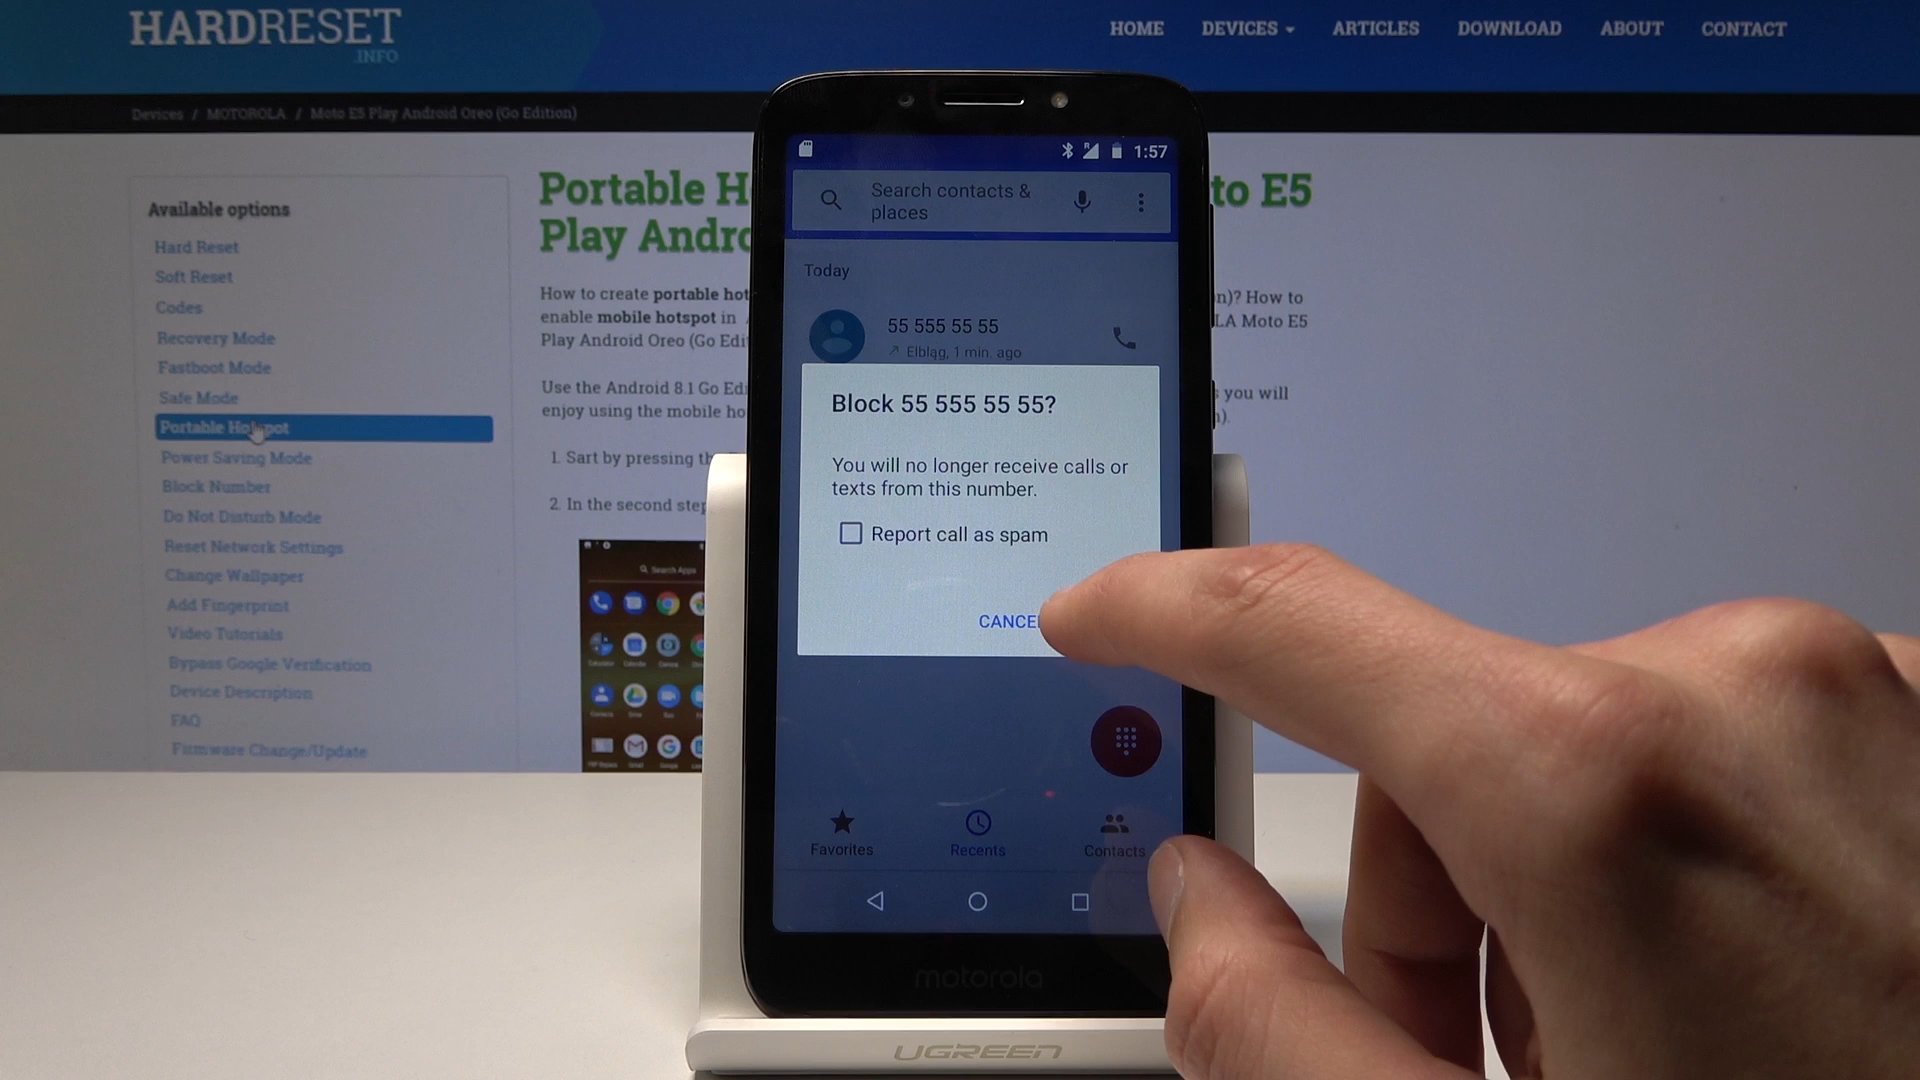 HARDRESET
.INFO
HOME DEVICES ARTICLES DOWNLOAD ABOUT CONTACT
Devices / MOTOROLA / Moto E5 Play Android Oreo (Go Edition)
Available options
Hard Reset
Soft Reset
Codes
Recovery Mode
Fastboot Mode
Safe Mode
Portable Hotspot
Power Saving Mode
Block Number
Do Not Disturb Mode
Reset Network Settings
Change Wallpaper
Add Fingerprint
Video Tutorials
Bypass Google Verification
Device Description
FAQ
Firmware Change/Update
Portable H
to E5
Play Andro
How to create portable hot
n)? How to
enable mobile hotspot in
LA Moto E5
Play Android Oreo (Go Edi
Use the Android 8.1 Go Ed
you will
enjoy using the mobile ho
1. Sart by pressing th
2. In the second step
Search Apps
1:57
Search contacts &
places
Today
55 555 55 55
Elbląg, 1 min. ago
Block 55 555 55 55?
You will no longer receive calls or
texts from this number.
Report call as spam
CANCE
Favorites Recents Contacts
motorola
UGREEN